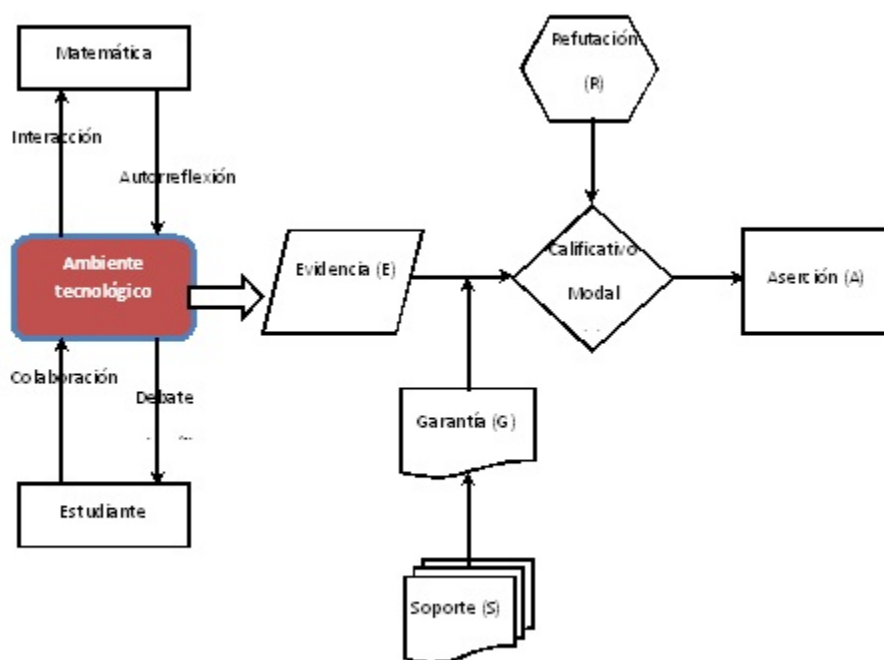 Matemática
Interacción
Autorreflexión
Ambiente
tecnológico
Colaboración
Debate
Estudiante
Evidencia (E)
Refutación
(R)
Calificativo
Modal
Aserción (A)
Garantía (G)
Soporte (S)